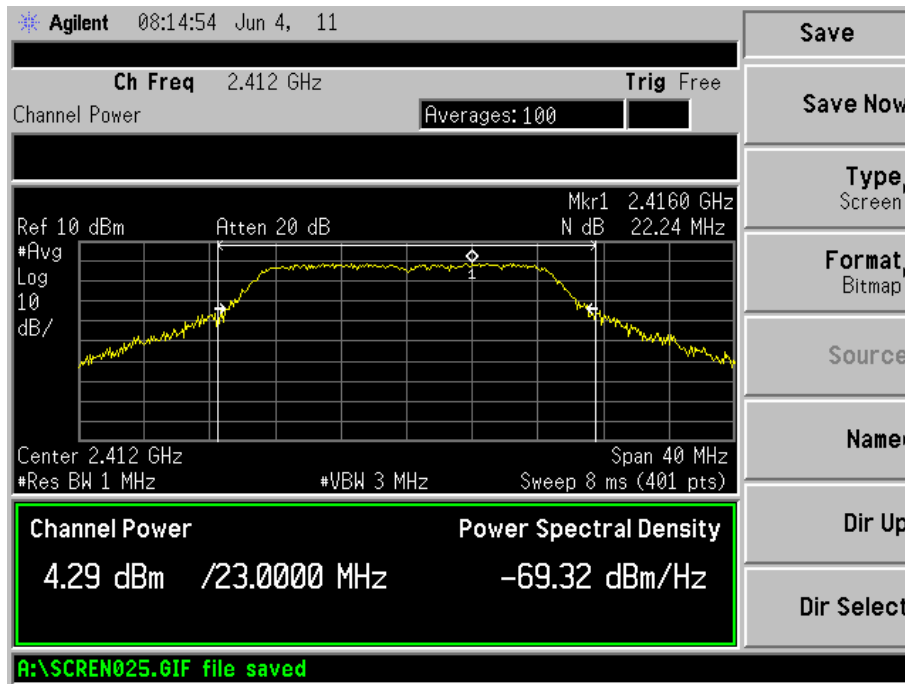 Agilent 08:14:54 Jun 4, 11
Ch Freq 2.412 GHz Trig Free
Channel Power Averages: 100
Mkr1 2.4160 GHz
Ref 10 dBm Atten 20 dB N dB 22.24 MHz
#Avg
Log
10
dB/
1
Center 2.412 GHz Span 40 MHz
#Res BW 1 MHz #VBW 3 MHz Sweep 8 ms (401 pts)
Channel Power Power Spectral Density
4.29 dBm /23.0000 MHz -69.32 dBm/Hz
A:\SCREN025.GIF file saved
Save
Save Now
Type,
Screen
Format,
Bitmap
Source
Name
Dir Up
Dir Select